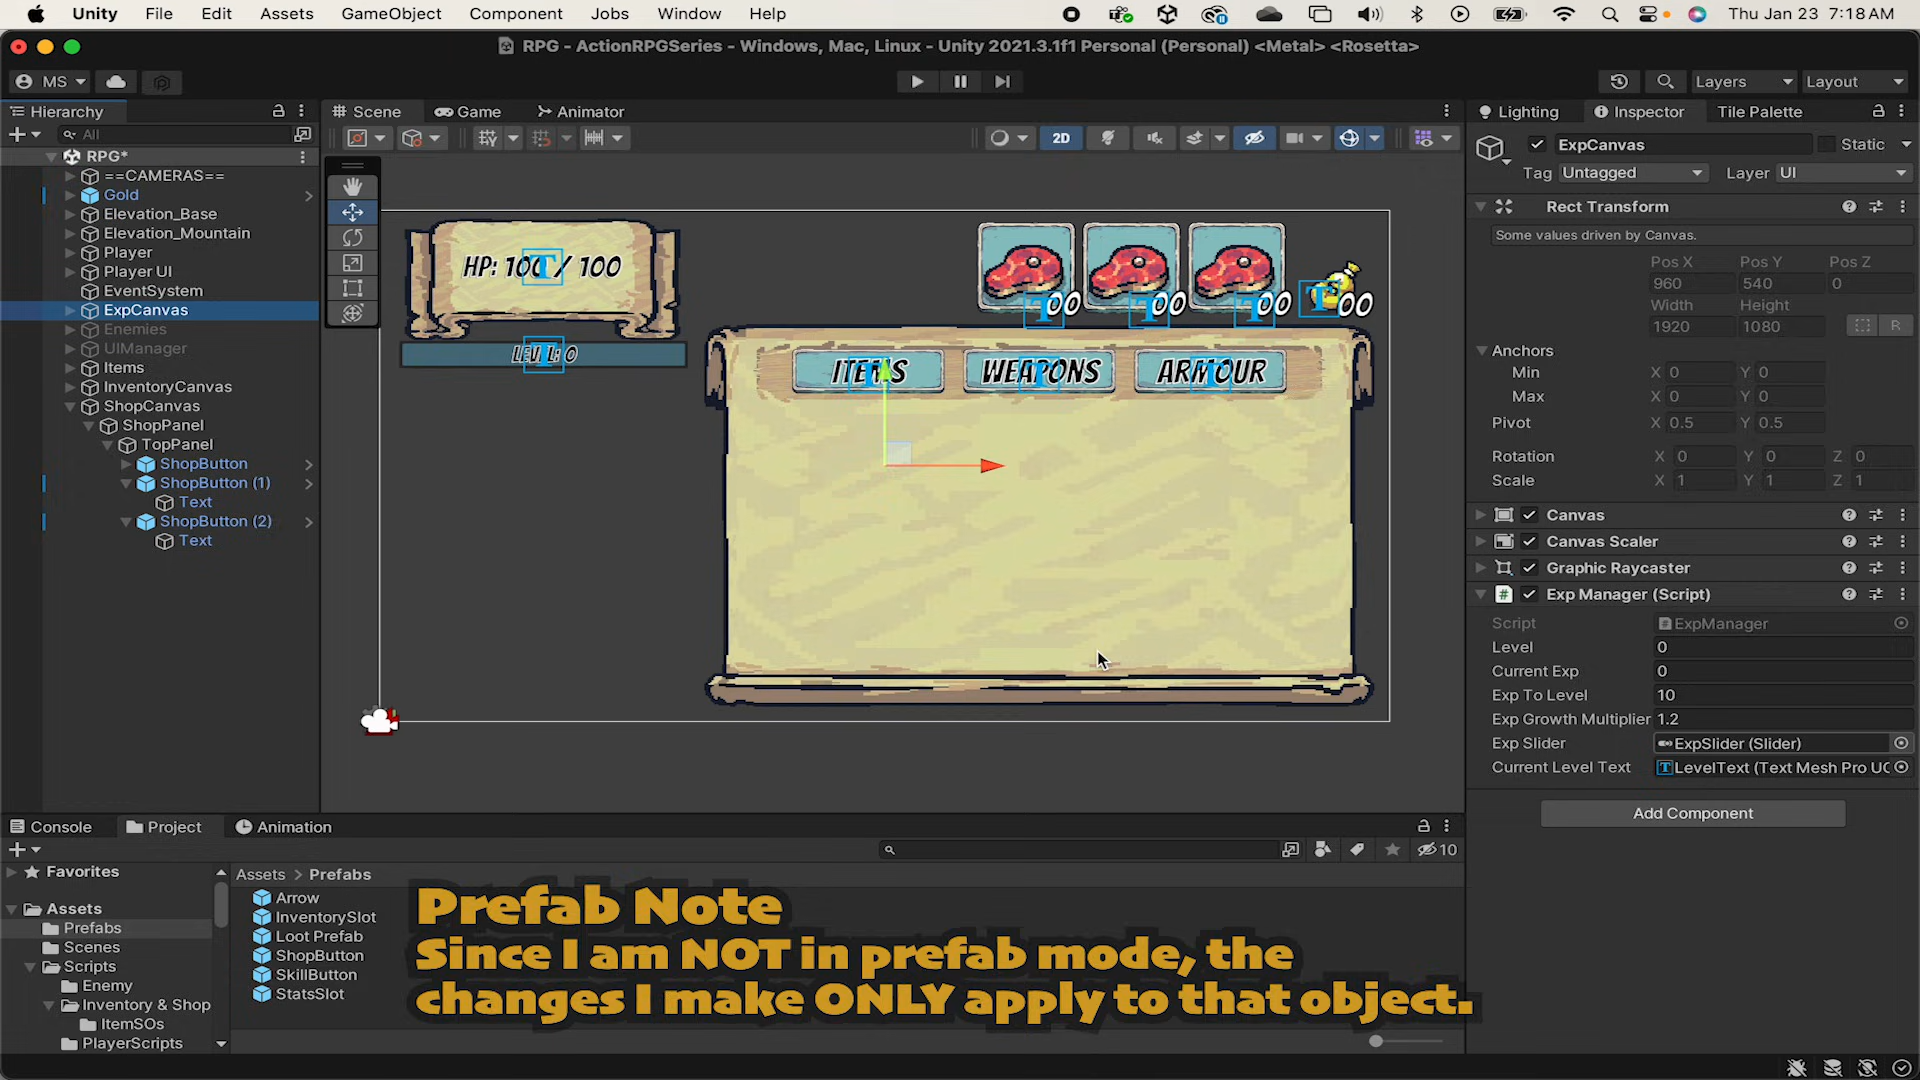 Unity File Edit Assets GameObject Component Jobs Window Help Thu Jan 23 7:18 AM
RPG - ActionRPGSeries - Windows, Mac, Linux - Unity 2021.3.1f1 Personal (Personal) <Metal> <Rosetta>
MS Layers Layout
Hierarchy Scene Game Animator Lighting Inspector Tile Palette
All 2D
ExpCanvas Static
Tag Untagged Layer UI
RPG*
==CAMERAS==
Gold
Elevation_Base
Elevation_Mountain
Player
Player UI
EventSystem
ExpCanvas
Enemies
UIManager
Items
InventoryCanvas
ShopCanvas
ShopPanel
TopPanel
ShopButton
ShopButton (1)
Text
ShopButton (2)
Text
HP: 100 / 100
LEVEL: 0
00 00 00 00
ITEMS WEAPONS ARMOUR
Rect Transform
Some values driven by Canvas.
Pos X Pos Y Pos Z
960 540 0
Width Height
1920 1080 R
Anchors
Min X 0 Y 0
Max X 0 Y 0
Pivot X 0.5 Y 0.5
Rotation X 0 Y 0 Z 0
Scale X 1 Y 1 Z 1
Canvas
Canvas Scaler
Graphic Raycaster
Exp Manager (Script)
Script ExpManager
Level 0
Current Exp 0
Exp To Level 10
Exp Growth Multiplier 1.2
Exp Slider ExpSlider (Slider)
Current Level Text LevelText (Text Mesh Pro UG
Add Component
Console Project Animation
10
Favorites
Assets
Prefabs
Scenes
Scripts
Enemy
Inventory & Shop
ItemSOs
PlayerScripts
Assets > Prefabs
Arrow
InventorySlot
Loot Prefab
ShopButton
SkillButton
StatsSlot
Prefab Note
Since I am NOT in prefab mode, the
changes I make ONLY apply to that object.